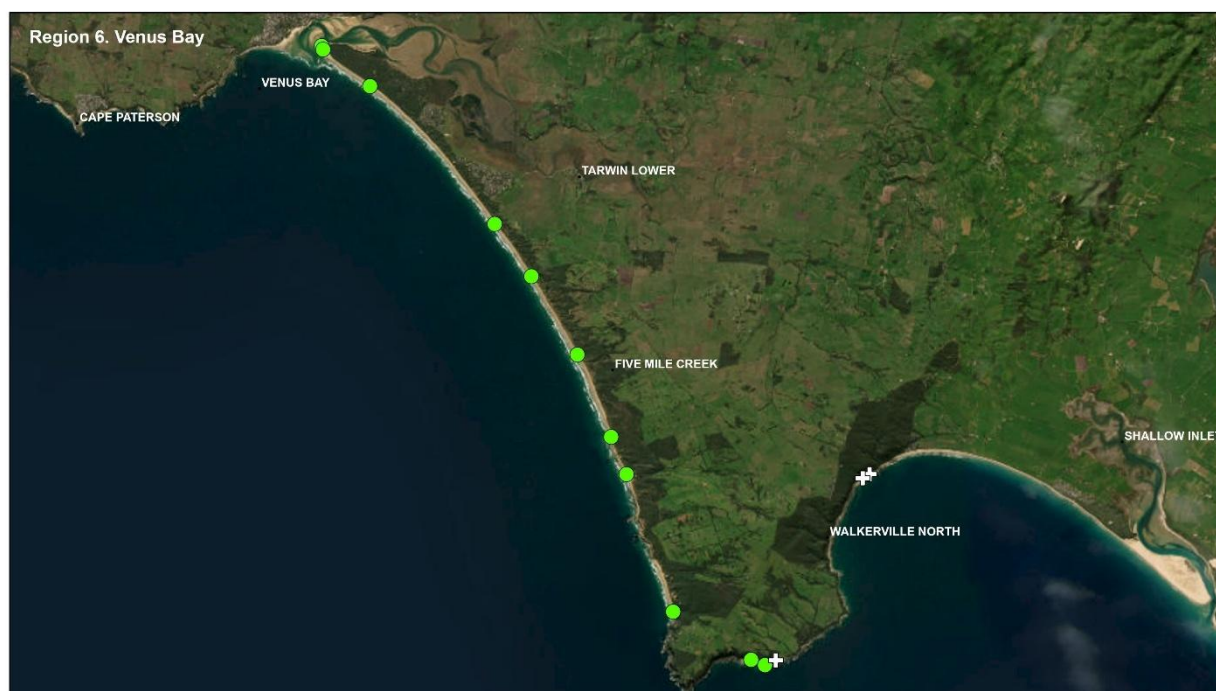 Region 6. Venus Bay
VENUS BAY
CAPE PATERSON
TARWIN LOWER
FIVE MILE CREEK
SHALLOW INLET
WALKERVILLE NORTH